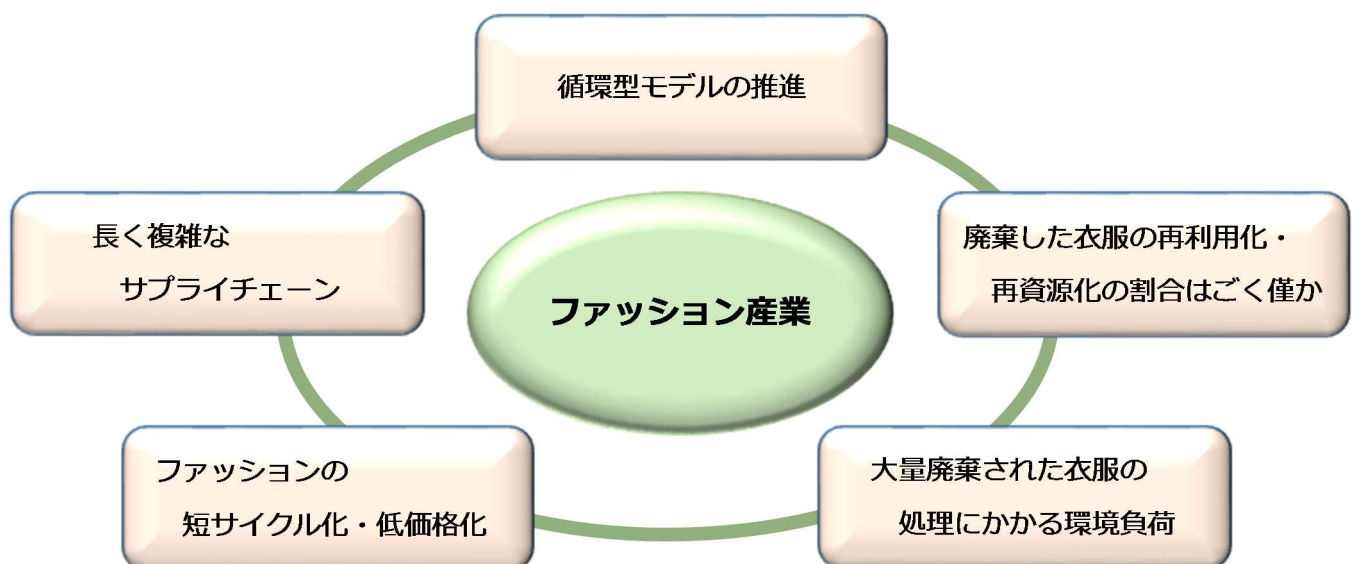 循環型モデルの推進
長く複雑な
サプライチェーン
廃棄した衣服の再利用化・
再資源化の割合はごく僅か
ファッション産業
ファッションの
短サイクル化・低価格化
大量廃棄された衣服の
処理にかかる環境負荷